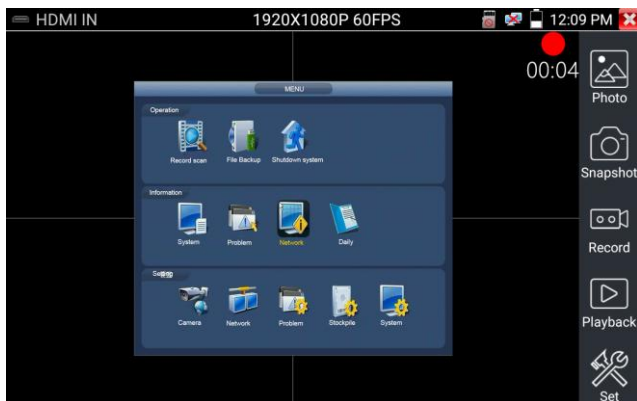 HDMI IN
1920X1080P 60FPS
12:09 PM
00:04
Photo
Snapshot
Record
Playback
Set
MENU
Operation
Record scan
File Backup
Shutdown system
Information
System
Problem
Network
Daily
Camera
Network
Problem
Stockpile
System